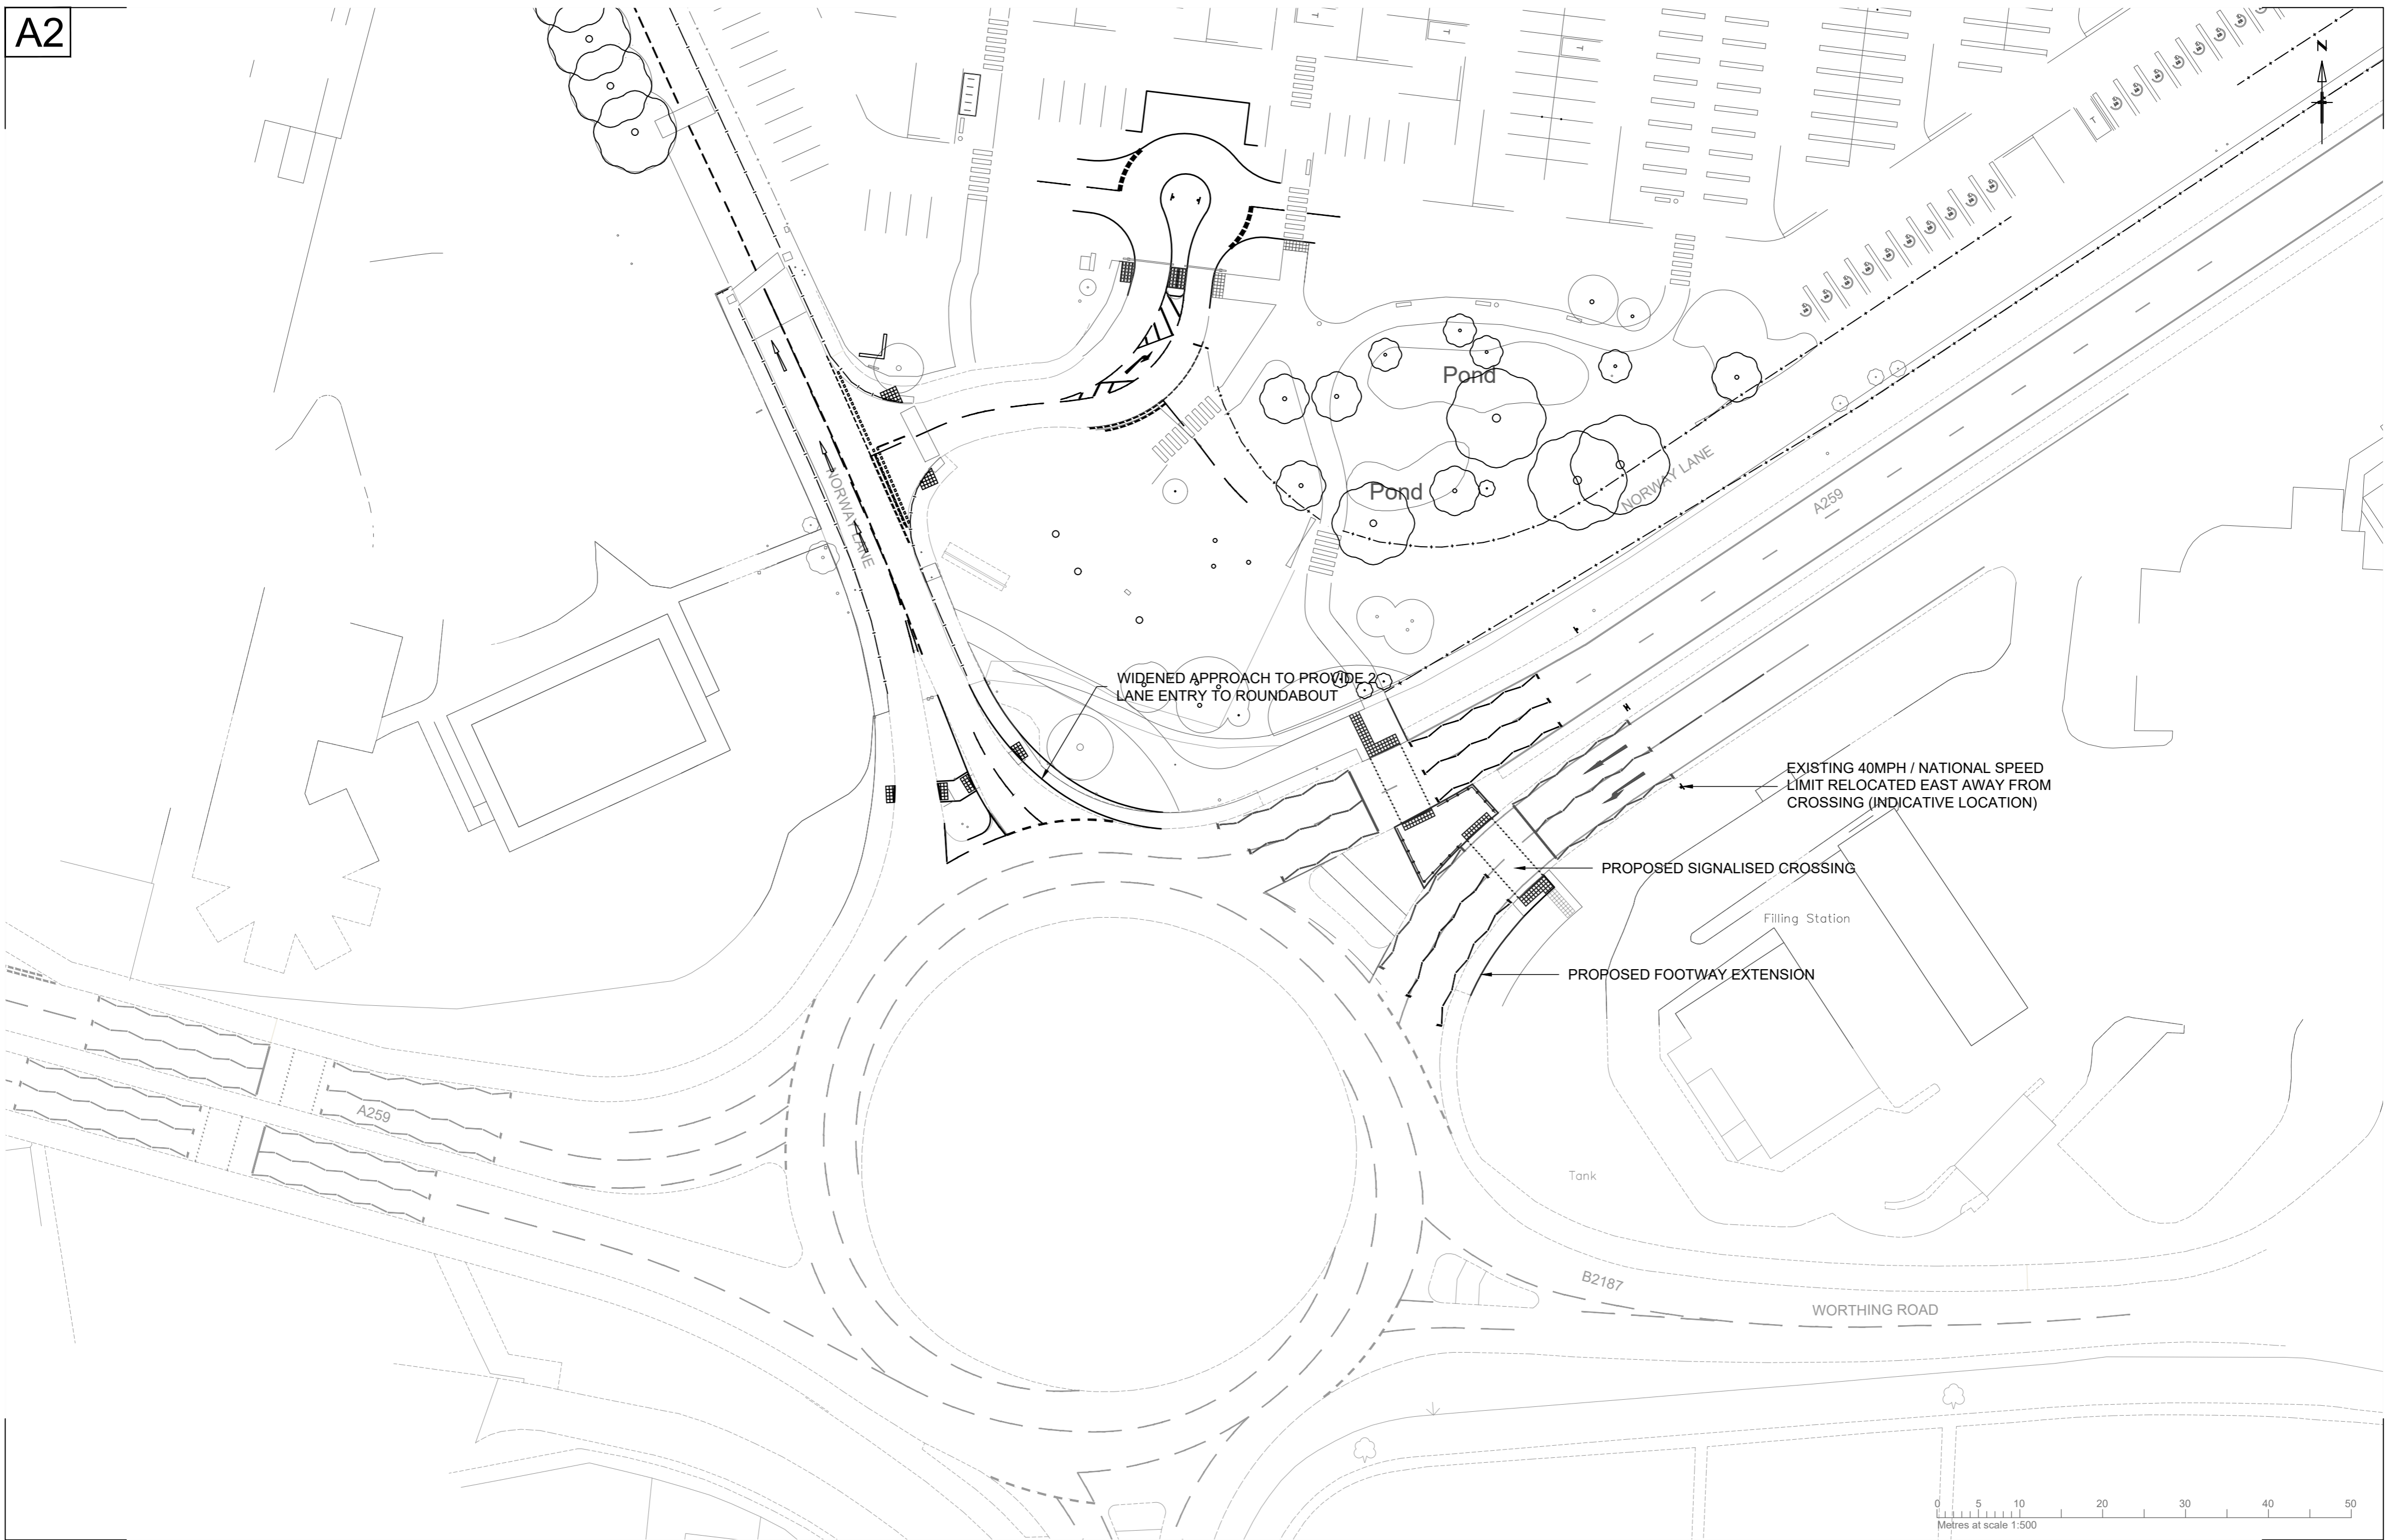 A2
N
T
T
T
T
Pond
Pond
NORWAY LANE
NORWAY LANE
A259
WIDENED APPROACH TO PROVIDE 2
LANE ENTRY TO ROUNDABOUT
EXISTING 40MPH / NATIONAL SPEED
LIMIT RELOCATED EAST AWAY FROM
CROSSING (INDICATIVE LOCATION)
PROPOSED SIGNALISED CROSSING
Filling Station
PROPOSED FOOTWAY EXTENSION
A259
Tank
B2187
WORTHING ROAD
0 5 10 20 30 40 50
Metres at scale 1:500